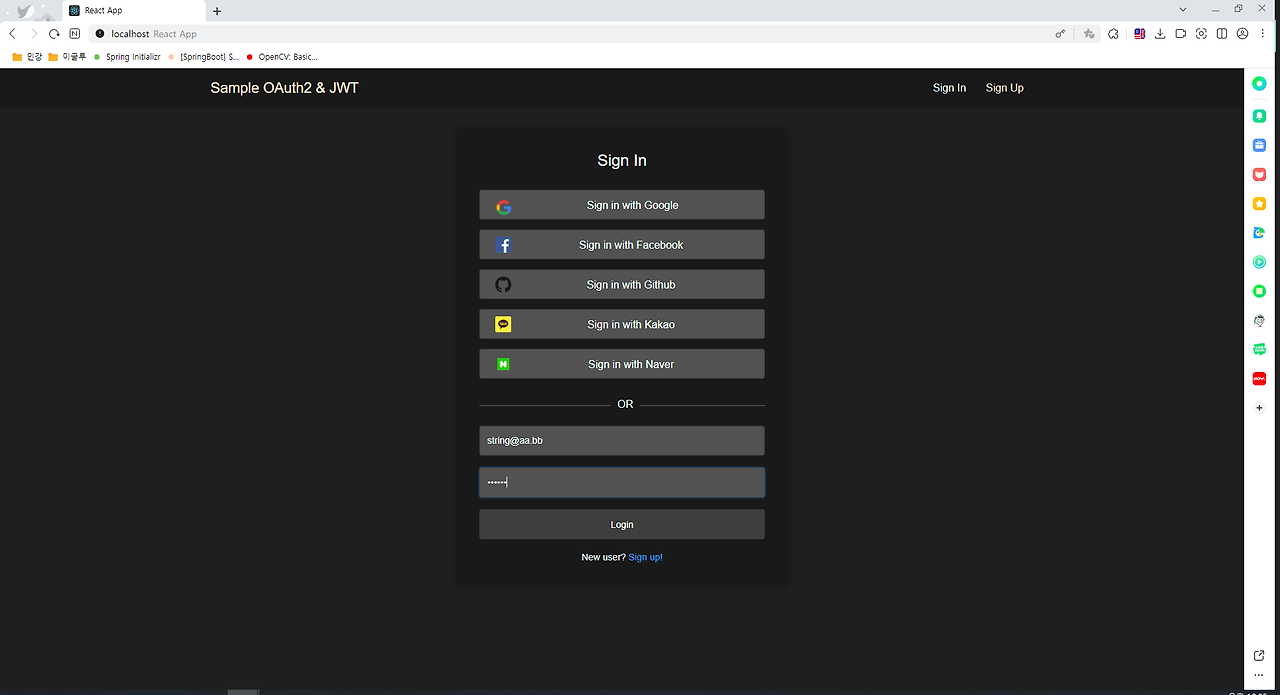 React App
localhost React App
인강 이글루 Spring Initializr [SpringBoot] S... OpenCV: Basic...
Sample OAuth2 & JWT Sign In Sign Up
Sign In
Sign in with Google
Sign in with Facebook
Sign in with Github
Sign in with Kakao
Sign in with Naver
OR
string@aa.bb
••••••
Login
New user? Sign up!